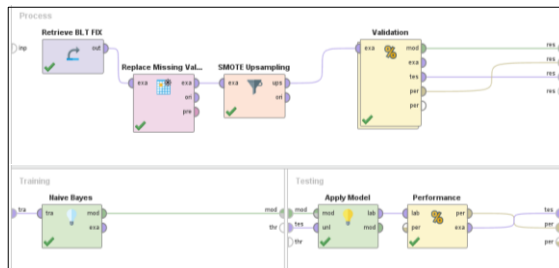 Process
Retrieve BLT FIX
Validation
inp
out
Replace Missing Val...
SMOTE Upsampling
exa
mod
res
exa
exa
exa
ups
exa
res
ori
ori
tes
res
pre
per
res
per
Training
Testing
Naive Bayes
Apply Model
Performance
tra
tra
mod
mod
mod
mod
lab
lab
per
tes
exa
thr
tes
unl
mod
per
exa
per
thr
per